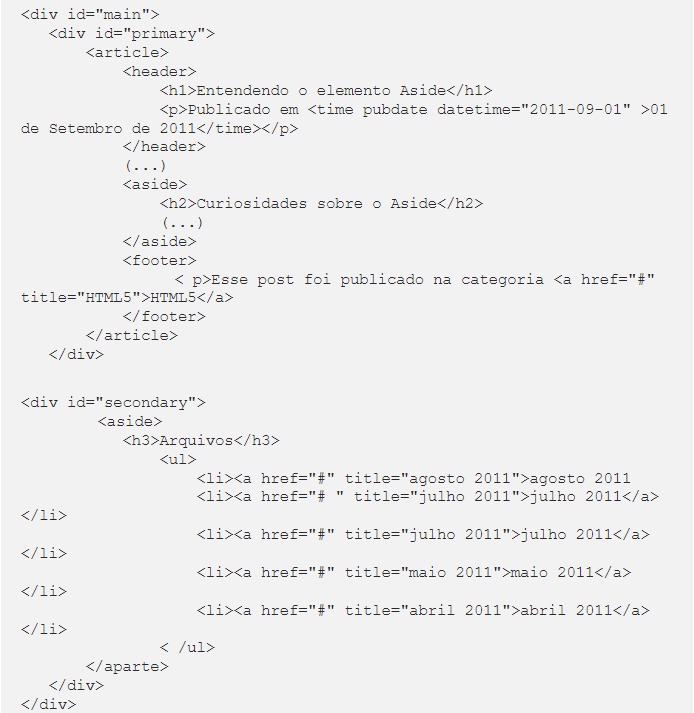 <div id="main">
<div id="primary">
<article>
<header>
<h1>Entendendo o elemento Aside</h1>
<p>Publicado em <time pubdate datetime="2011-09-01" >01
de Setembro de 2011</time></p>
</header>
(...)
<aside>
<h2>Curiosidades sobre o Aside</h2>
(...)
</aside>
<footer>
< p>Esse post foi publicado na categoria <a href="#"
title="HTML5">HTML5</a>
</footer>
</article>
</div>
<div id="secondary">
<aside>
<h3>Arquivos</h3>
<ul>
<li><a href="#" title="agosto 2011">agosto 2011
<li><a href="# " title="julho 2011">julho 2011</a>
</li>
<li><a href="#" title="julho 2011">julho 2011</a>
</li>
<li><a href="#" title="maio 2011">maio 2011</a>
</li>
<li><a href="#" title="abril 2011">abril 2011</a>
</li>
< /ul>
</aparte>
</div>
</div>